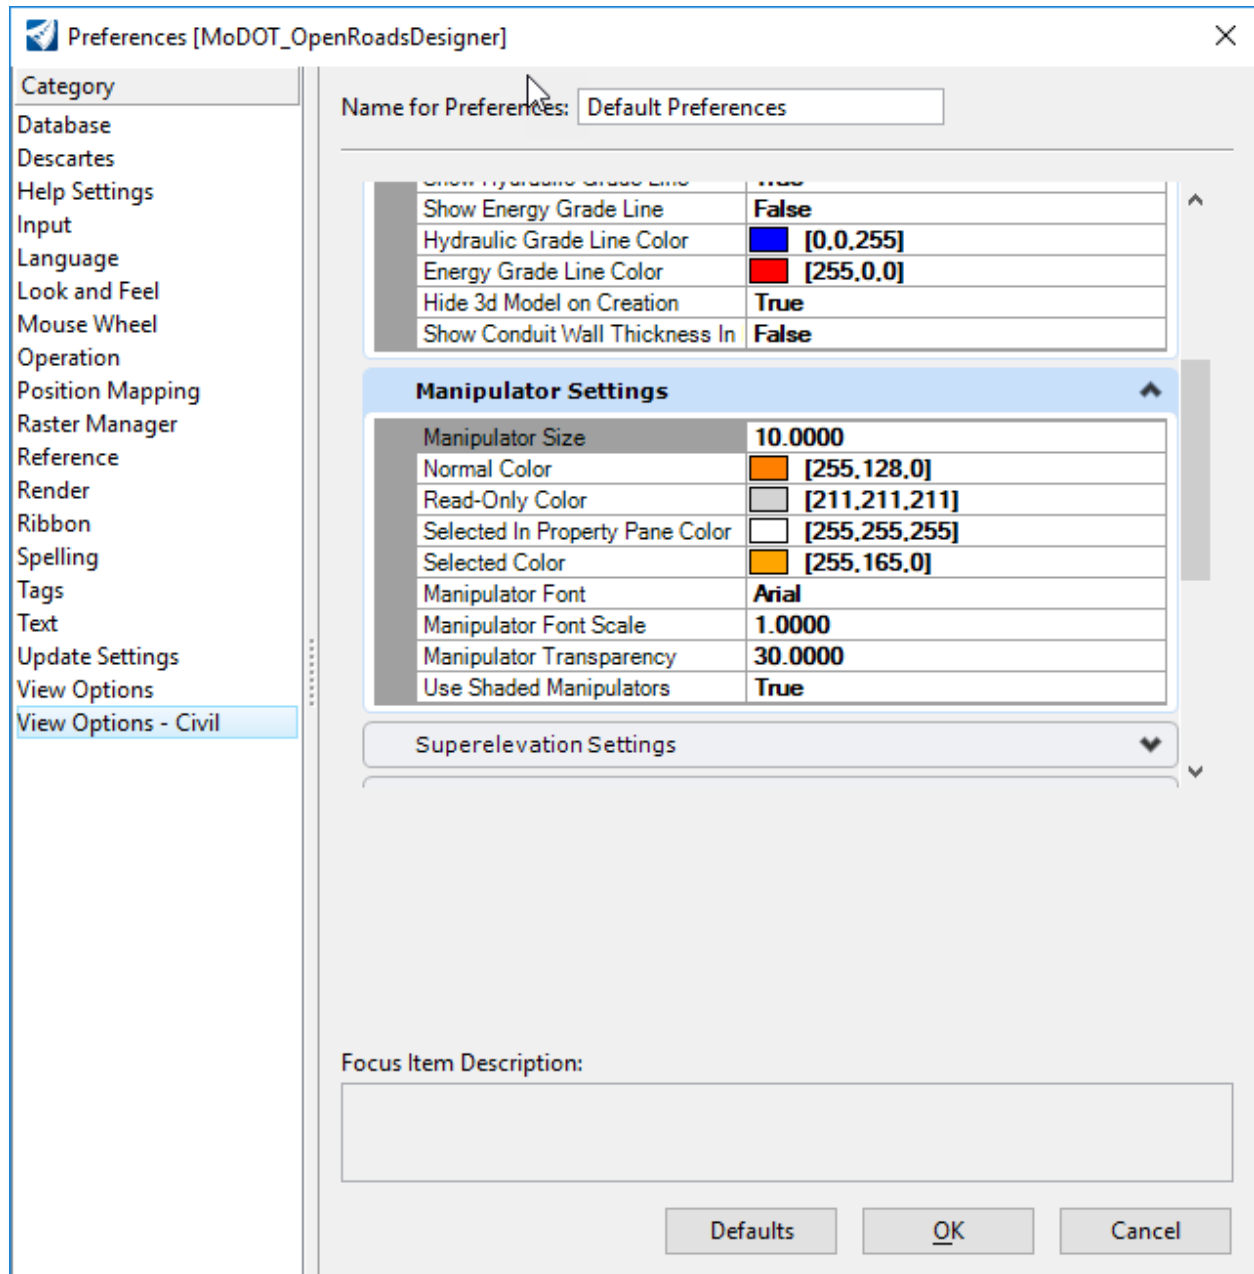 Preferences [MoDOT_OpenRoadsDesigner]
Category
Database
Descartes
Help Settings
Input
Language
Look and Feel
Mouse Wheel
Operation
Position Mapping
Raster Manager
Reference
Render
Ribbon
Spelling
Tags
Text
Update Settings
View Options
View Options - Civil
Name for Preferences: Default Preferences
Show Hydraulic Grade Line True
Show Energy Grade Line False
Hydraulic Grade Line Color [0,0,255]
Energy Grade Line Color [255,0,0]
Hide 3d Model on Creation True
Show Conduit Wall Thickness In False
Manipulator Settings
Manipulator Size 10.0000
Normal Color [255,128,0]
Read-Only Color [211,211,211]
Selected In Property Pane Color [255,255,255]
Selected Color [255,165,0]
Manipulator Font Arial
Manipulator Font Scale 1.0000
Manipulator Transparency 30.0000
Use Shaded Manipulators True
Superelevation Settings
Focus Item Description:
Defaults OK Cancel